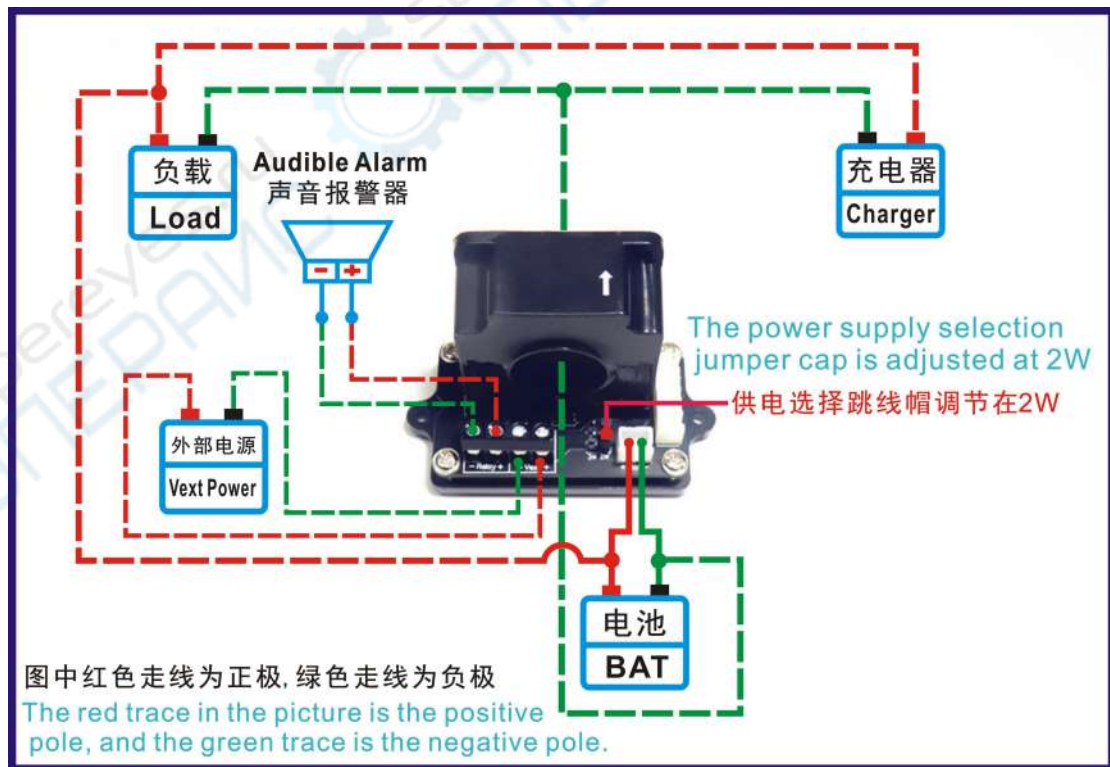 负载
Load
Audible Alarm
声音报警器
- +
充电器
Charger
The power supply selection
jumper cap is adjusted at 2W
供电选择跳线帽调节在2W
外部电源
Vext Power
- Relay +
电池
BAT
图中红色走线为正极, 绿色走线为负极
The red trace in the picture is the positive
pole, and the green trace is the negative pole.